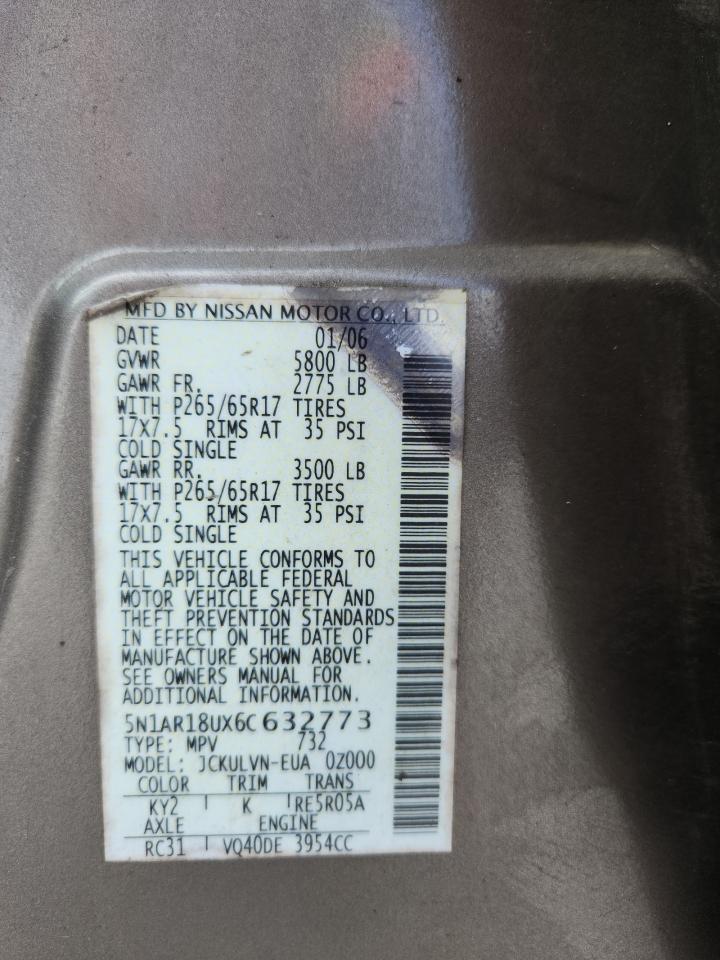 MFD BY NISSAN MOTOR CO., LTD.
DATE 01/06
GVWR 5800 LB
GAWR FR. 2775 LB
WITH P265/65R17 TIRES
17X7.5 RIMS AT 35 PSI
COLD SINGLE
GAWR RR. 3500 LB
WITH P265/65R17 TIRES
17X7.5 RIMS AT 35 PSI
COLD SINGLE
THIS VEHICLE CONFORMS TO
ALL APPLICABLE FEDERAL
MOTOR VEHICLE SAFETY AND
THEFT PREVENTION STANDARDS
IN EFFECT ON THE DATE OF
MANUFACTURE SHOWN ABOVE.
SEE OWNERS MANUAL FOR
ADDITIONAL INFORMATION.
5N1AR18UX6C632773
TYPE: MPV 732
MODEL: JCKULVN-EUA 0Z000
COLOR TRIM TRANS
KY2 K RE5R05A
AXLE ENGINE
RC31 VQ40DE 3954CC